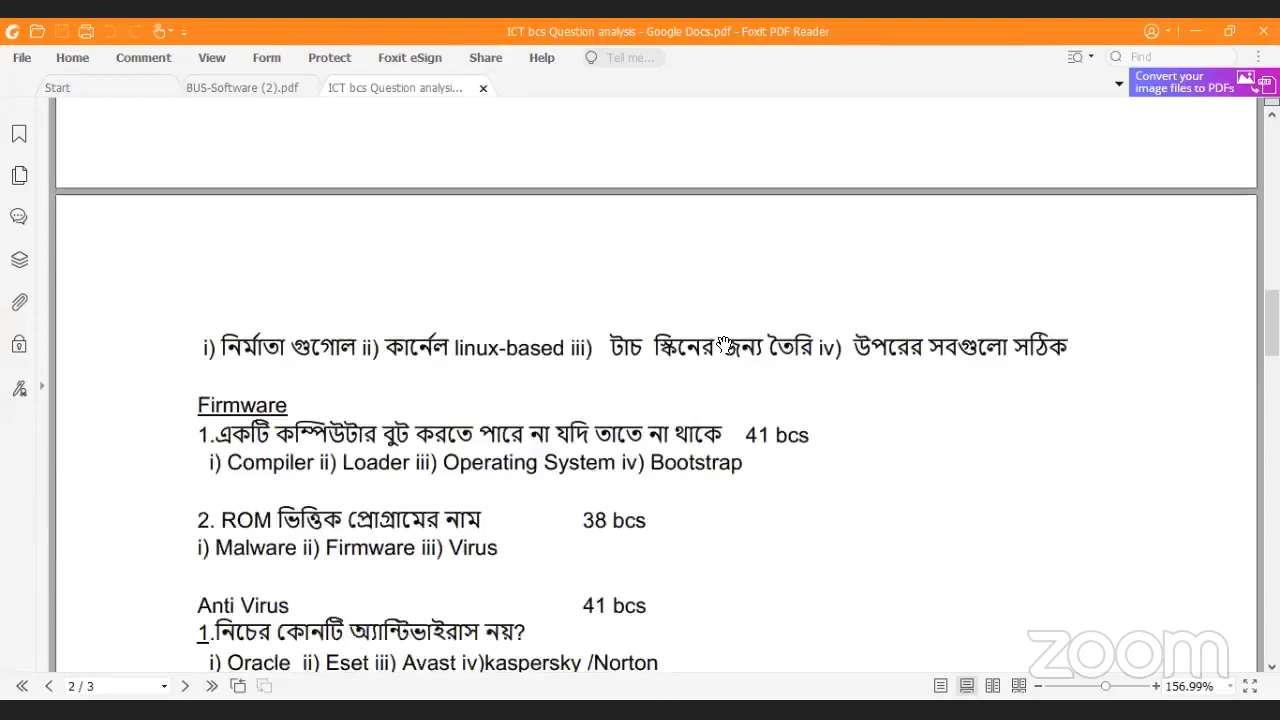 ICT bcs Question analysis - Google Docs.pdf - Foxit PDF Reader
File Home Comment View Form Protect Foxit eSign Share Help Tell me... Find
Start BUS-Software (2).pdf ICT bcs Question analysi...
Convert your
image files to PDFs
i) নির্মাতা গুগোল ii) কার্নেল linux-based iii) টাচ স্কিনের জন্য তৈরি iv) উপরের সবগুলো সঠিক
Firmware
1.একটি কম্পিউটার বুট করতে পারে না যদি তাতে না থাকে 41 bcs
i) Compiler ii) Loader iii) Operating System iv) Bootstrap
2. ROM ভিত্তিক প্রোগ্রামের নাম 38 bcs
i) Malware ii) Firmware iii) Virus
Anti Virus 41 bcs
1.নিচের কোনটি অ্যান্টিভাইরাস নয়?
i) Oracle ii) Eset iii) Avast iv)kaspersky /Norton
zoom
2 / 3 156.99%